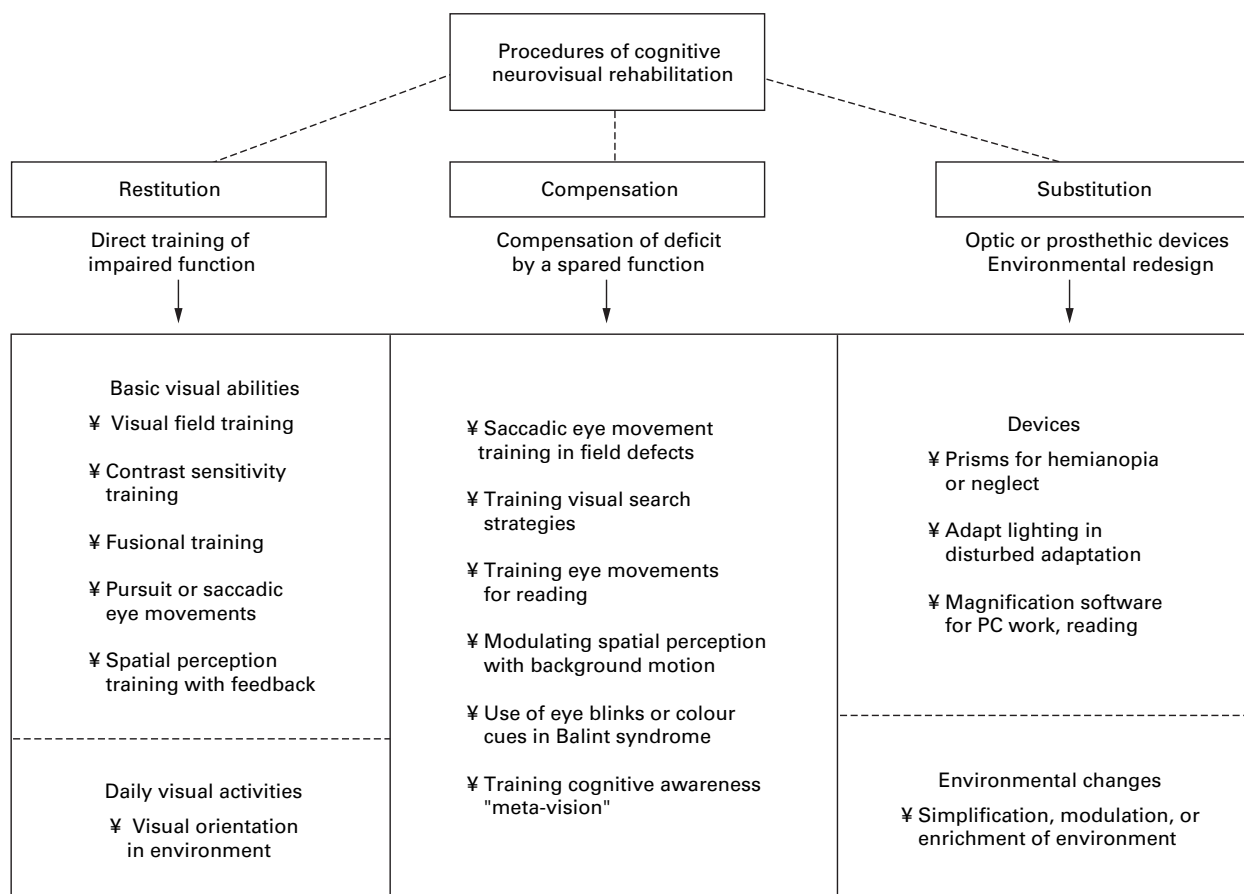 Procedures of cognitive
neurovisual rehabilitation
Restitution
Compensation
Substitution
Direct training of
impaired function
Compensation of deficit
by a spared function
Optic or prosthethic devices
Environmental redesign
Basic visual abilities
¥ Visual field training
¥ Contrast sensitivity
training
¥ Fusional training
¥ Pursuit or saccadic
eye movements
¥ Spatial perception
training with feedback
Daily visual activities
¥ Visual orientation
in environment
¥ Saccadic eye movement
training in field defects
¥ Training visual search
strategies
¥ Training eye movements
for reading
¥ Modulating spatial perception
with background motion
¥ Use of eye blinks or colour
cues in Balint syndrome
¥ Training cognitive awareness
"meta-vision"
Devices
¥ Prisms for hemianopia
or neglect
¥ Adapt lighting in
disturbed adaptation
¥ Magnification software
for PC work, reading
Environmental changes
¥ Simplification, modulation, or
enrichment of environment